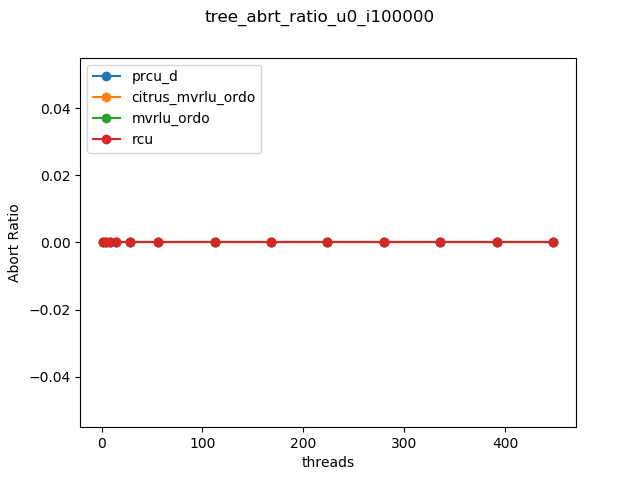 tree_abrt_ratio_u0_i100000
prcu_d
citrus_mvrlu_ordo
mvrlu_ordo
rcu
Abort Ratio
0.04
0.02
0.00
−0.02
−0.04
0 100 200 300 400
threads